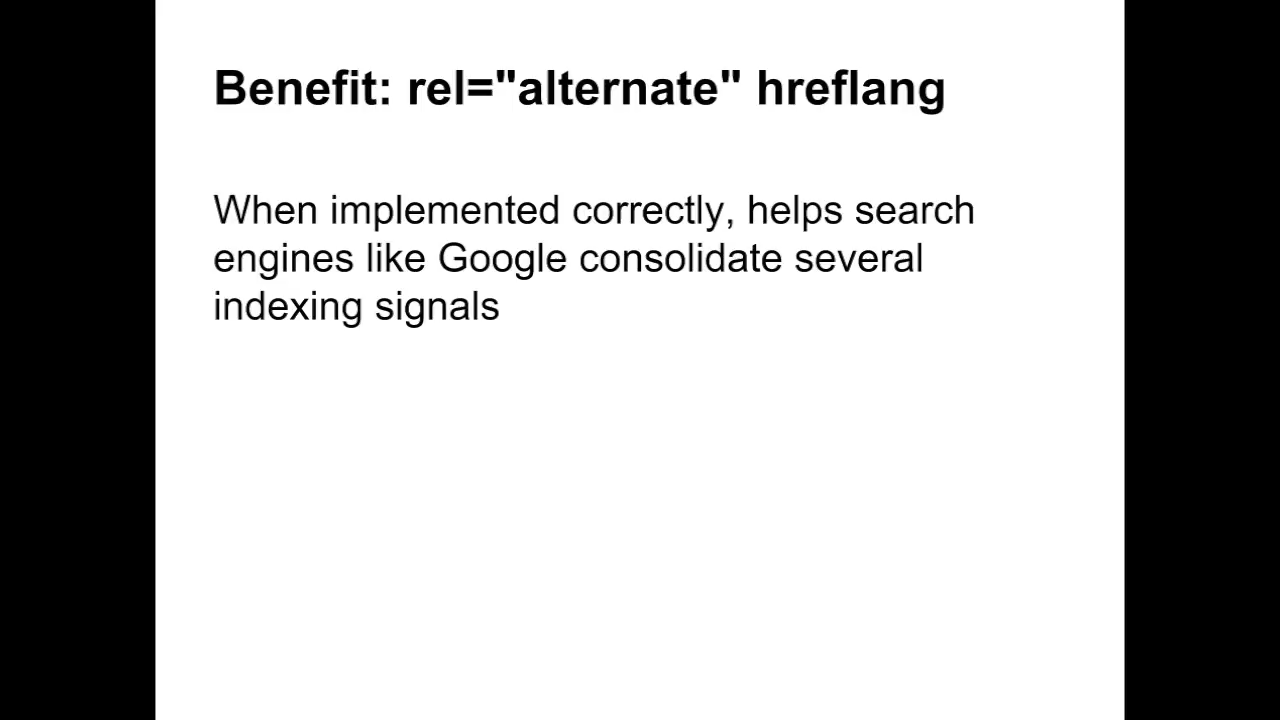 Benefit: rel="alternate" hreflang
When implemented correctly, helps search
engines like Google consolidate several
indexing signals